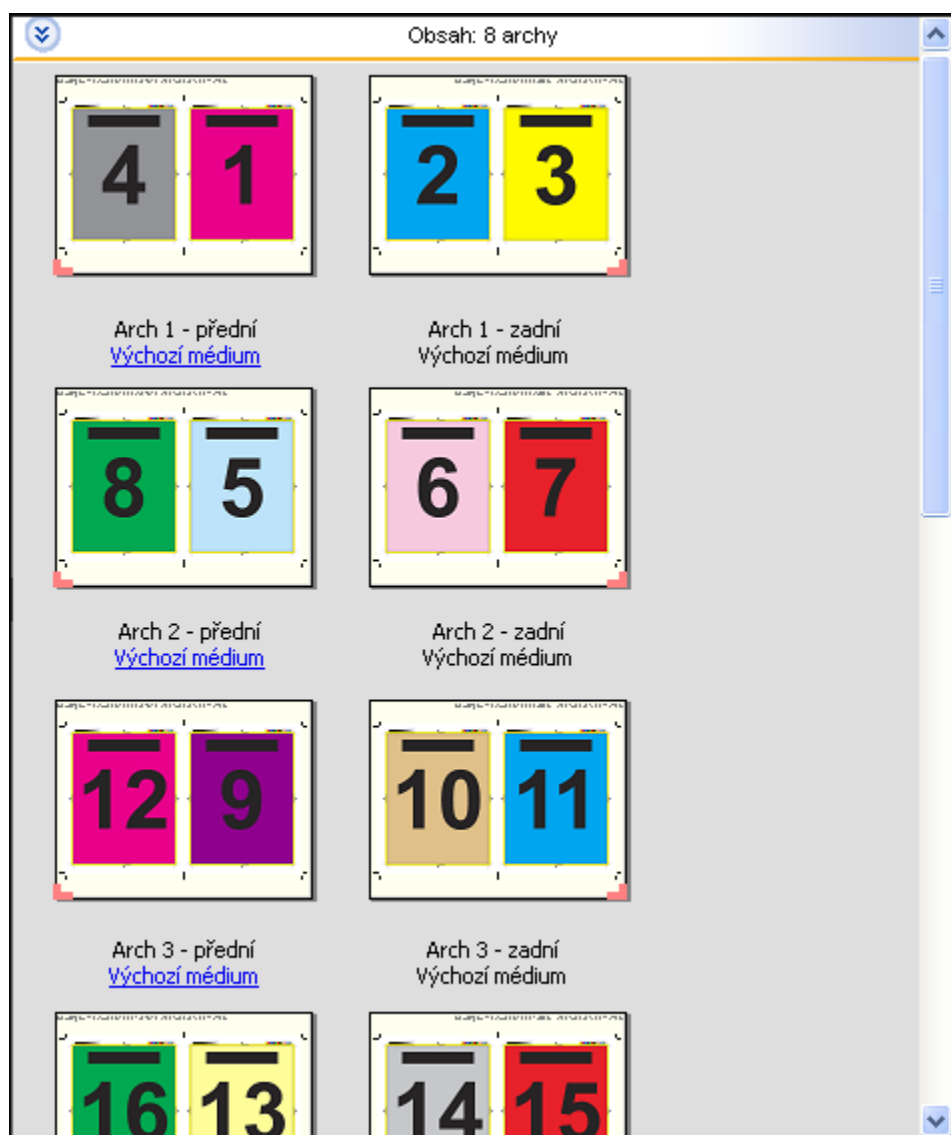 Obsah: 8 archy
4 1 2 3
Arch 1 - přední Arch 1 - zadní
Výchozí médium Výchozí médium
8 5 6 7
Arch 2 - přední Arch 2 - zadní
Výchozí médium Výchozí médium
12 9 10 11
Arch 3 - přední Arch 3 - zadní
Výchozí médium Výchozí médium
16 13 14 15